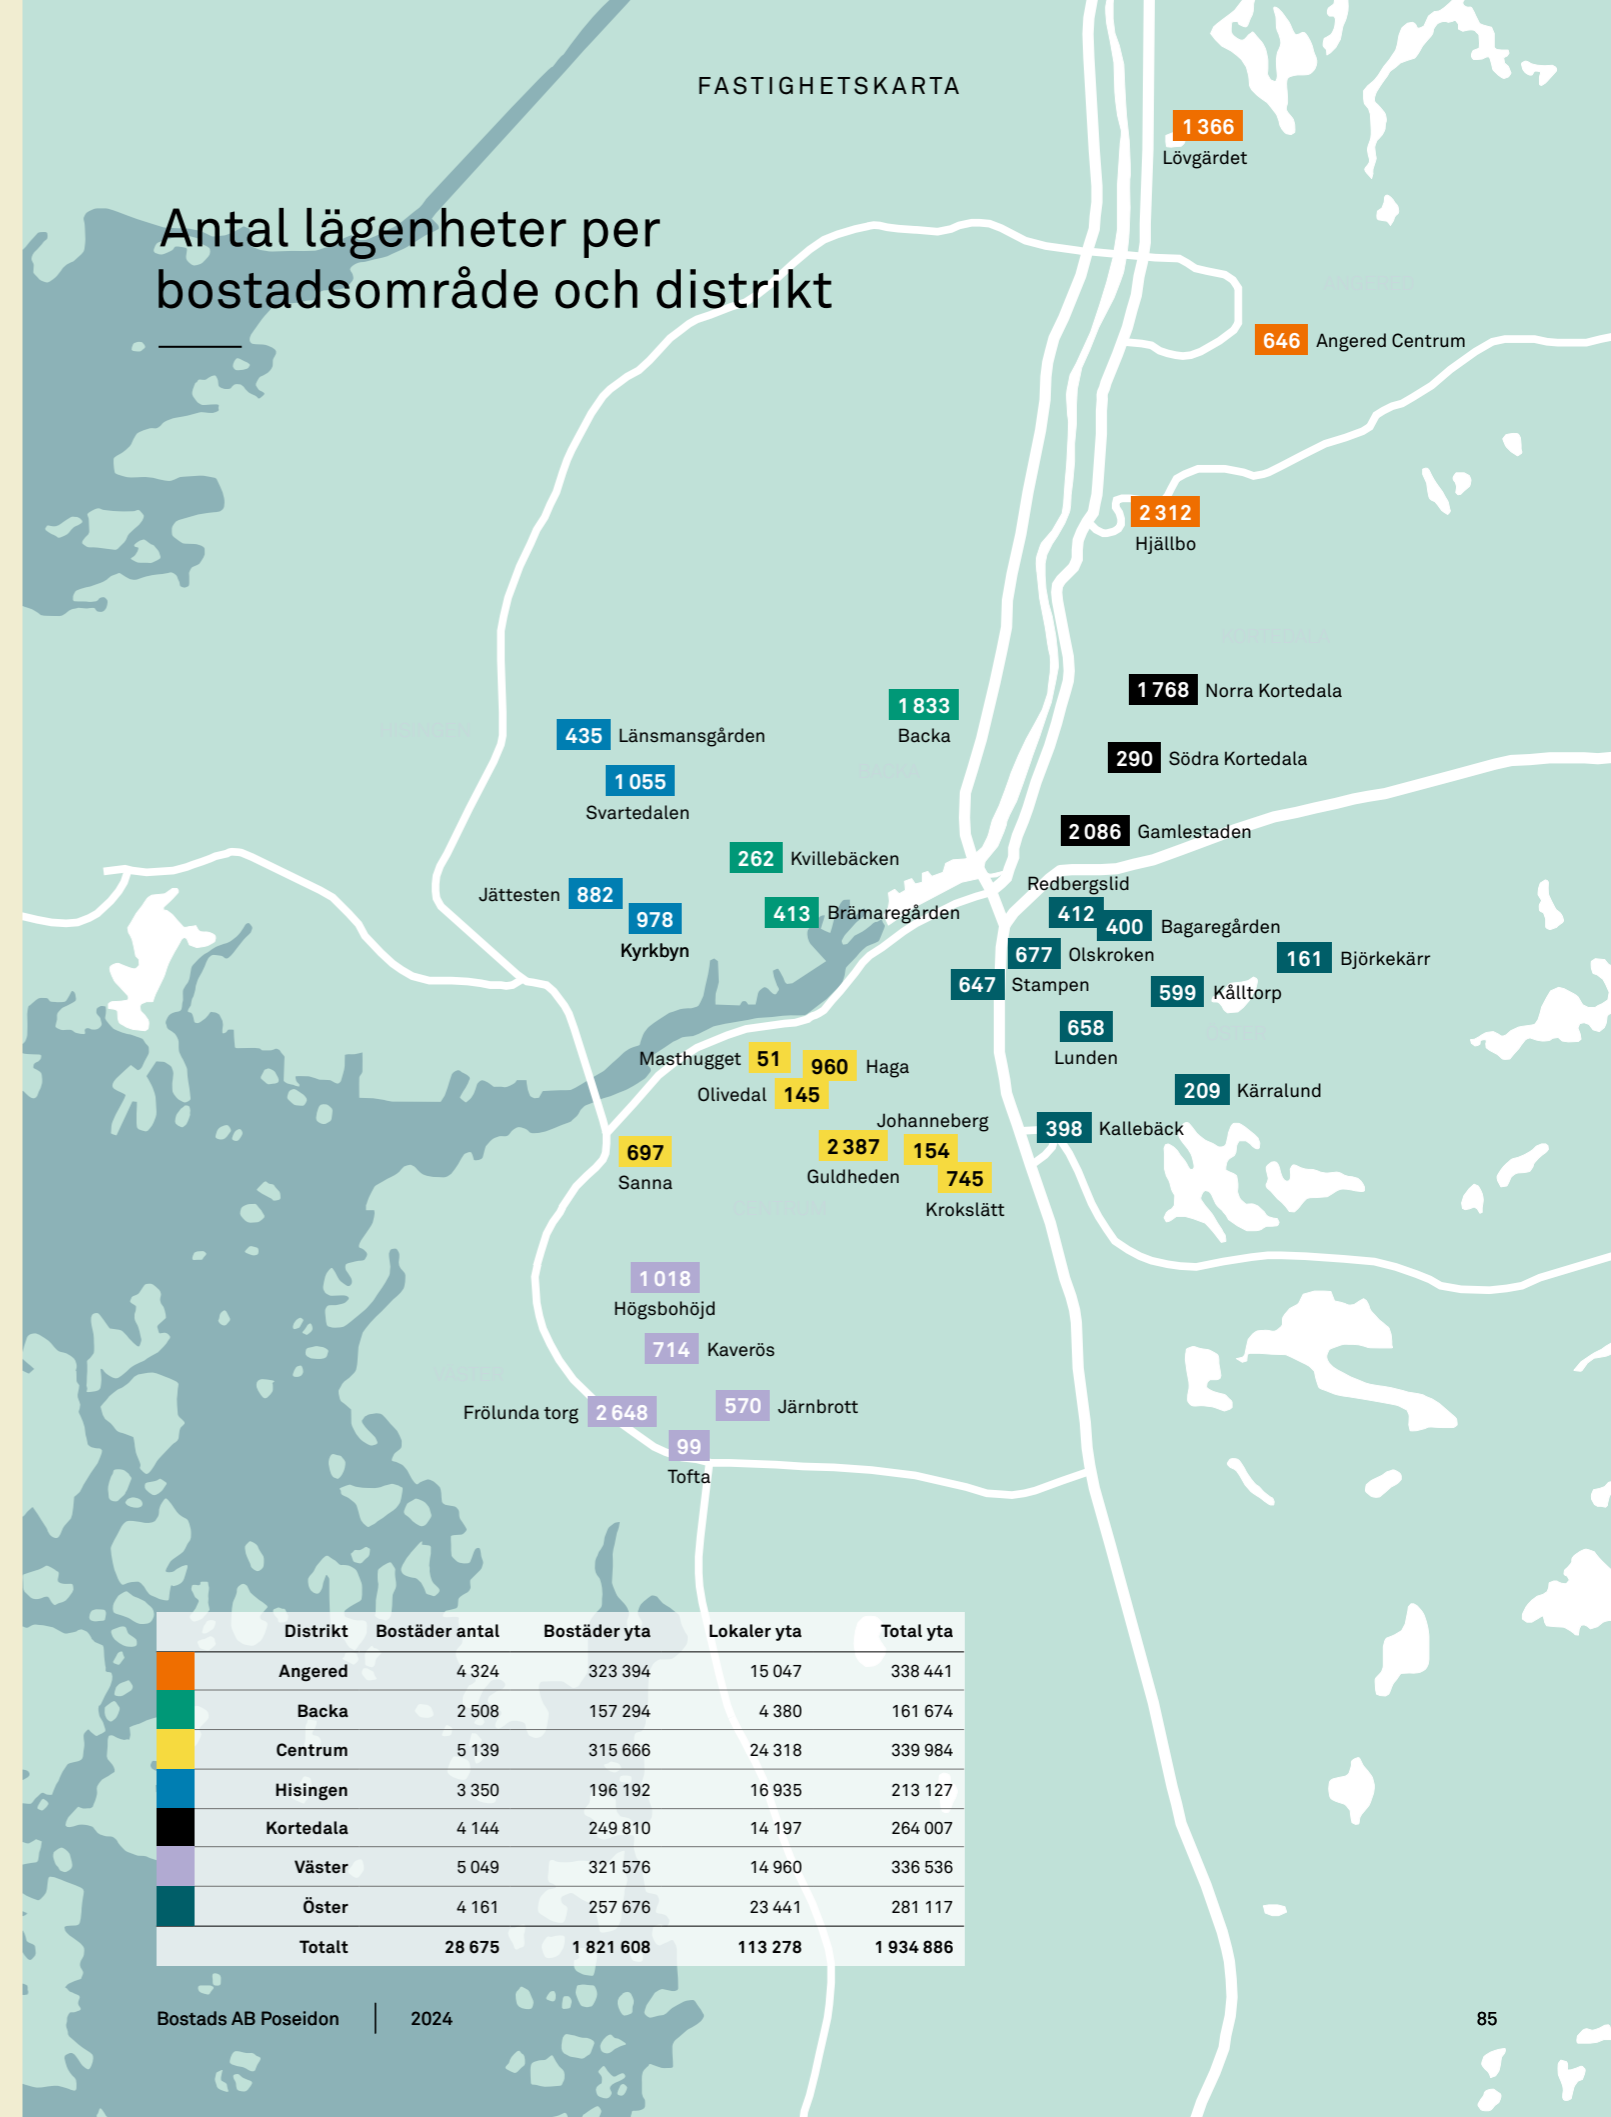 FASTIGHETSKARTA
Antal lägenheter per
bostadsområde och distrikt
1 366
Lövgärdet
ANGERED
646 Angered Centrum
2 312
Hjällbo
KORTEDALA
1 768 Norra Kortedala
HISINGEN
435 Länsmansgården
1 833
Backa
290 Södra Kortedala
BACKA
1 055
Svartedalen
2 086 Gamlestaden
262 Kvillebäcken
Jättesten 882
978
Kyrkbyn
413 Brämaregården
Redbergslid
412
400 Bagaregården
677 Olskroken
161 Björkekärr
647 Stampen
599 Kålltorp
658
Lunden
ÖSTER
Masthugget 51
960 Haga
Olivedal 145
209 Kärralund
Johanneberg
154
398 Kallebäck
697
Sanna
2 387
Guldheden
745
Krokslätt
CENTRUM
1 018
Högsbohöjd
714 Kaverös
VÄSTER
Frölunda torg 2 648
570 Järnbrott
99
Tofta
Distrikt Bostäder antal Bostäder yta Lokaler yta Total yta
Angered 4 324 323 394 15 047 338 441
Backa 2 508 157 294 4 380 161 674
Centrum 5 139 315 666 24 318 339 984
Hisingen 3 350 196 192 16 935 213 127
Kortedala 4 144 249 810 14 197 264 007
Väster 5 049 321 576 14 960 336 536
Öster 4 161 257 676 23 441 281 117
Totalt 28 675 1 821 608 113 278 1 934 886
Bostads AB Poseidon | 2024
85